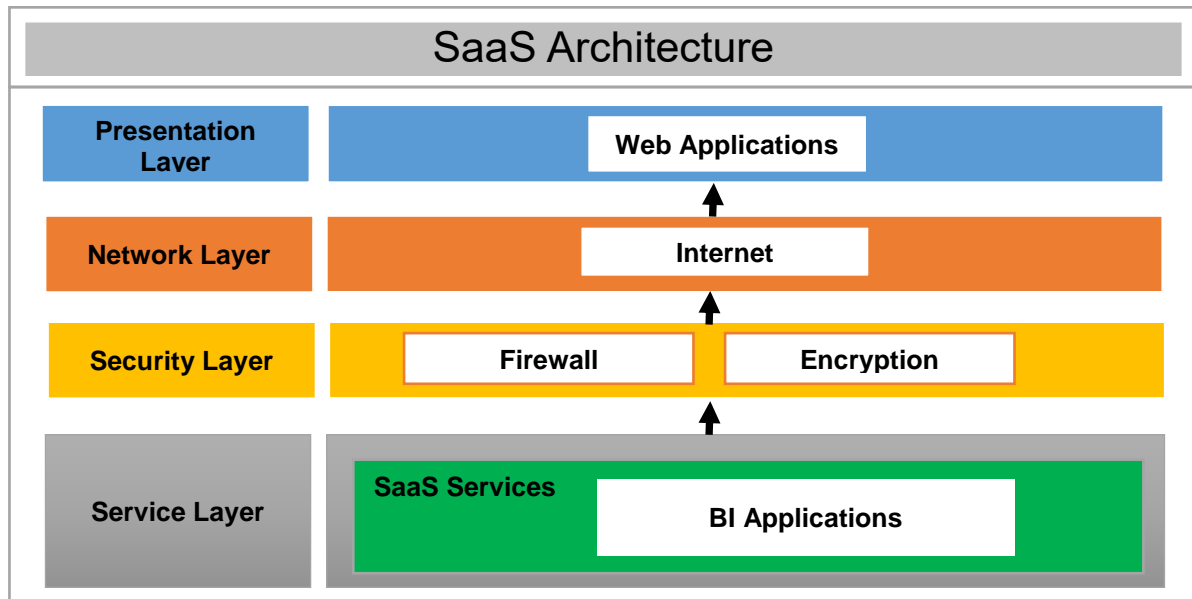 SaaS Architecture
Presentation
Layer
Web Applications
Network Layer
Internet
Security Layer
Firewall
Encryption
Service Layer
SaaS Services
BI Applications